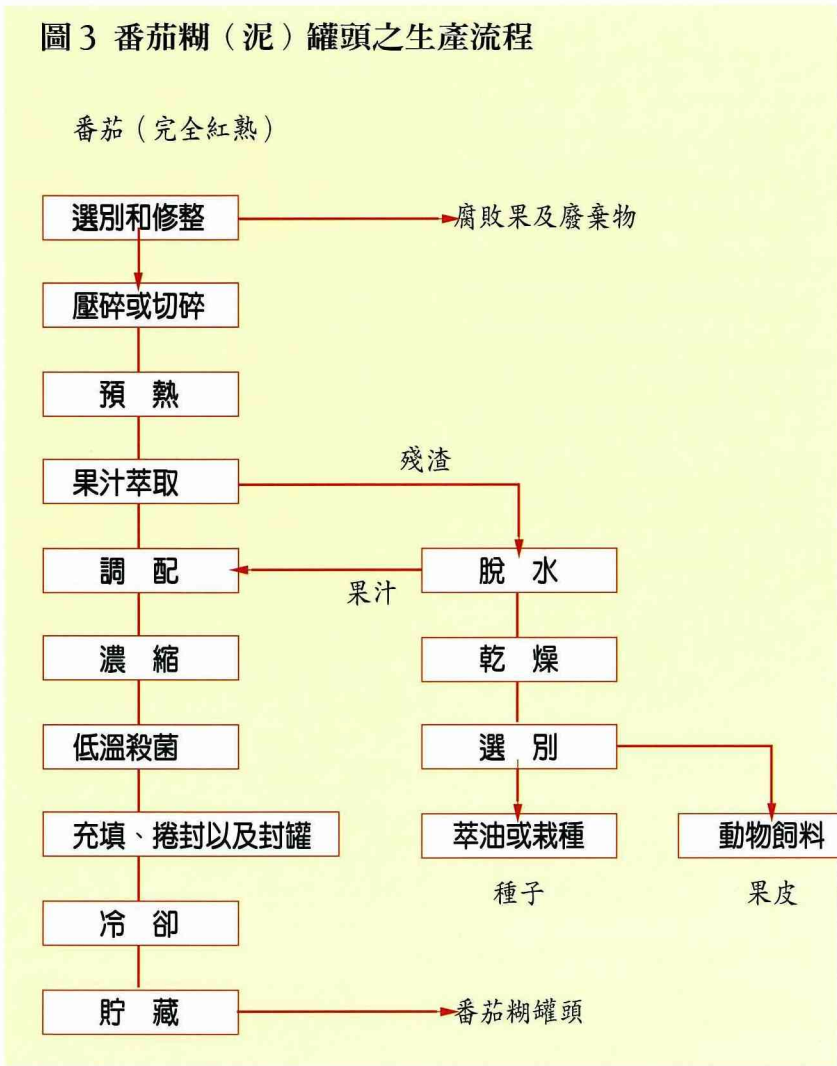 圖3 番茄糊（泥）罐頭之生產流程
番茄（完全紅熟）
選別和修整
腐敗果及廢棄物
壓碎或切碎
預 熱
果汁萃取
殘渣
調 配
果汁
脫 水
濃 縮
乾 燥
低溫殺菌
選 別
充填、捲封以及封罐
萃油或栽種
動物飼料
種子
果皮
冷 卻
貯 藏
番茄糊罐頭